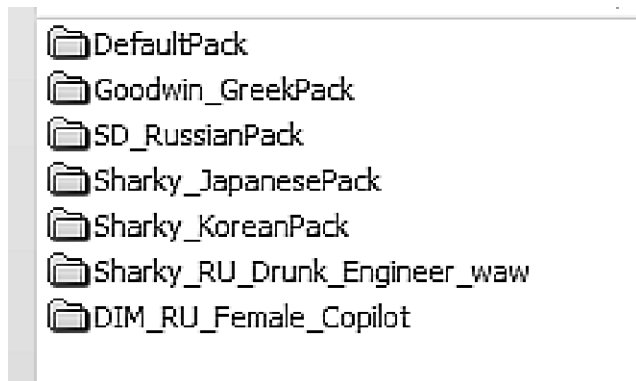 DefaultPack
Goodwin_GreekPack
SD_RussianPack
Sharky_JapanesePack
Sharky_KoreanPack
Sharky_RU_Drunk_Engineer_waw
DIM_RU_Female_Copilot